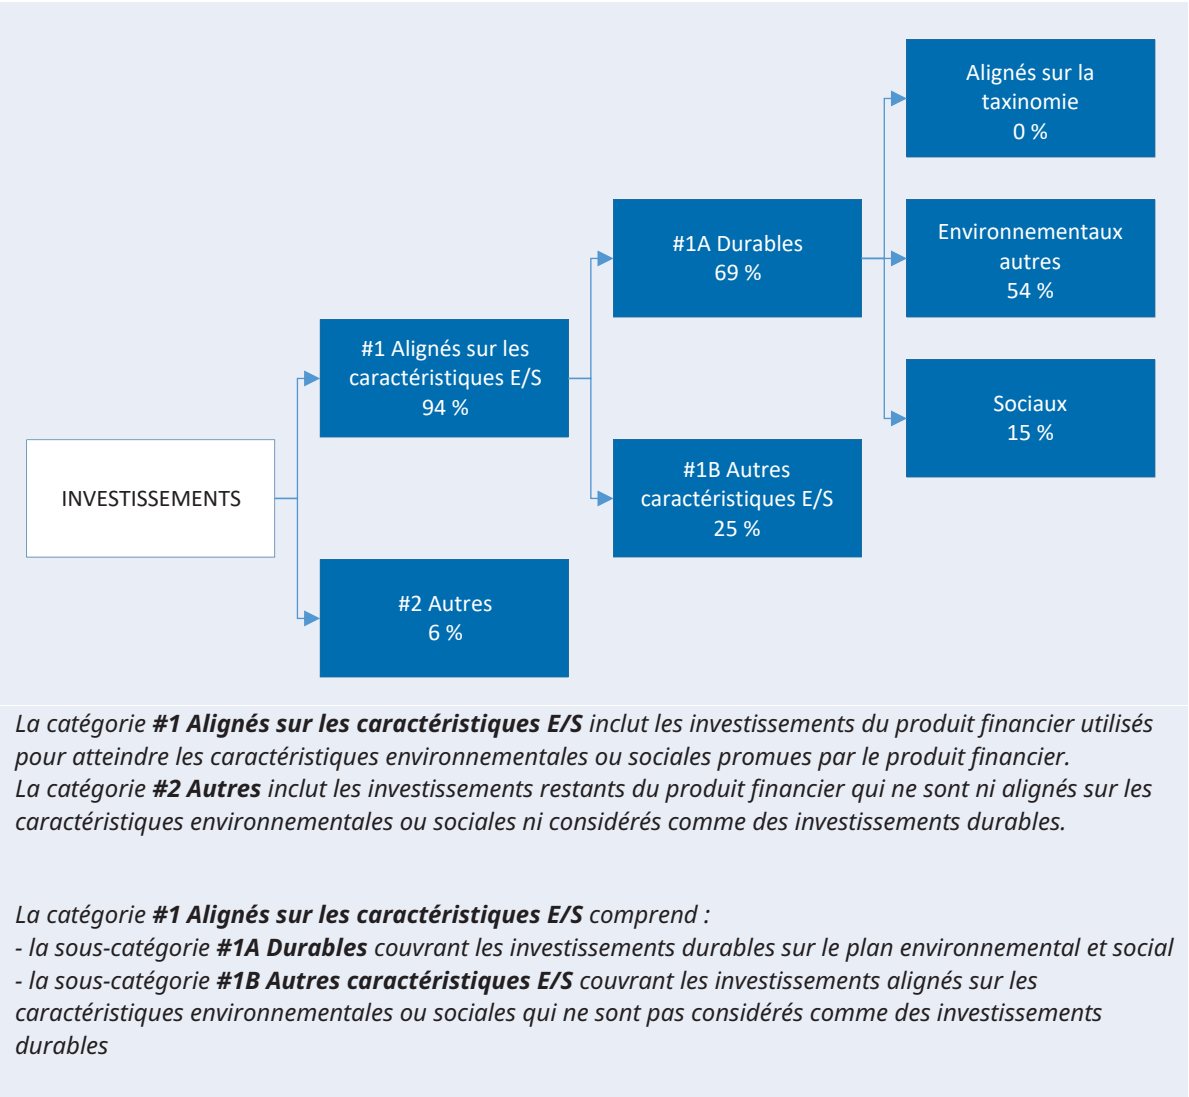 Alignés sur la
taxinomie
0 %
#1A Durables
69 %
Environnementaux
autres
54 %
#1 Alignés sur les
caractéristiques E/S
94 %
Sociaux
15 %
INVESTISSEMENTS
#1B Autres
caractéristiques E/S
25 %
#2 Autres
6 %
La catégorie #1 Alignés sur les caractéristiques E/S inclut les investissements du produit financier utilisés
pour atteindre les caractéristiques environnementales ou sociales promues par le produit financier.
La catégorie #2 Autres inclut les investissements restants du produit financier qui ne sont ni alignés sur les
caractéristiques environnementales ou sociales ni considérés comme des investissements durables.
La catégorie #1 Alignés sur les caractéristiques E/S comprend :
- la sous-catégorie #1A Durables couvrant les investissements durables sur le plan environnemental et social
- la sous-catégorie #1B Autres caractéristiques E/S couvrant les investissements alignés sur les
caractéristiques environnementales ou sociales qui ne sont pas considérés comme des investissements
durables